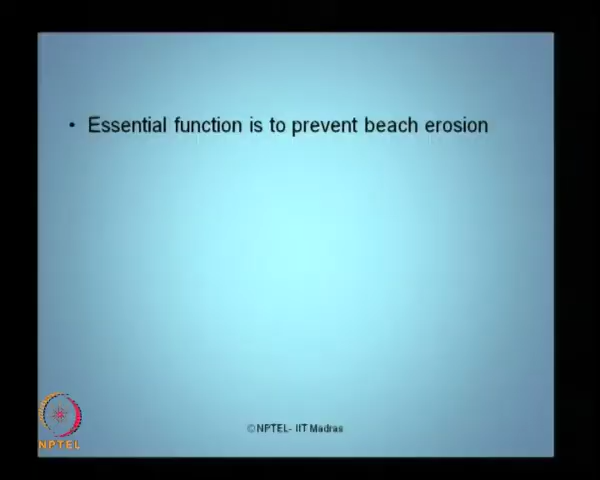 • Essential function is to prevent beach erosion
NPTEL
©NPTEL- IIT Madras